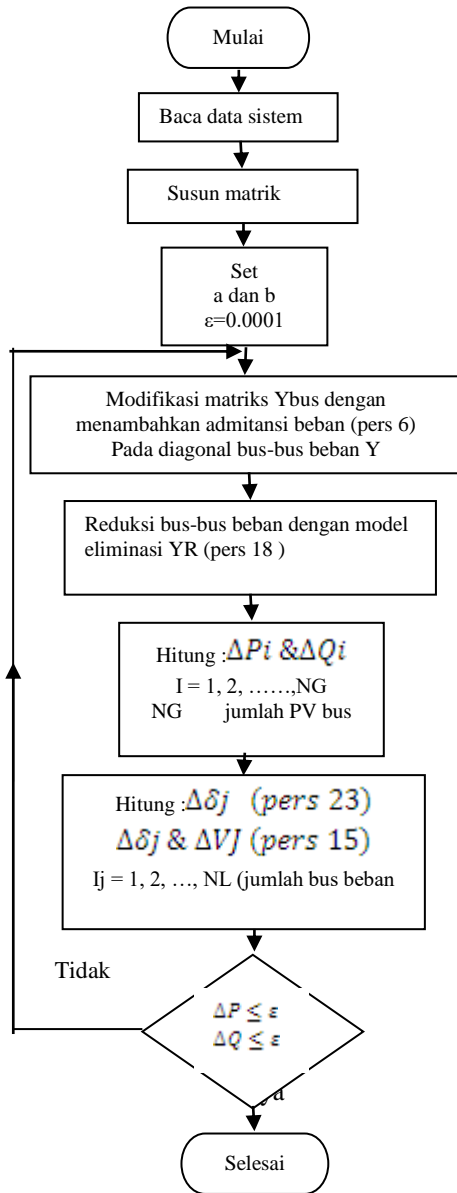 Mulai
Baca data sistem
Susun matrik
Set
a dan b
ε=0.0001
Modifikasi matriks Ybus dengan
menambahkan admitansi beban (pers 6)
Pada diagonal bus-bus beban Y
Reduksi bus-bus beban dengan model
eliminasi YR (pers 18 )
Hitung :ΔPi &ΔQi
I = 1, 2, ……,NG
NG jumlah PV bus
Hitung :Δδj (pers 23)
Δδj & ΔVJ (pers 15)
Ij = 1, 2, …, NL (jumlah bus beban
Tidak
ΔP ≤ ε
ΔQ ≤ ε
Selesai